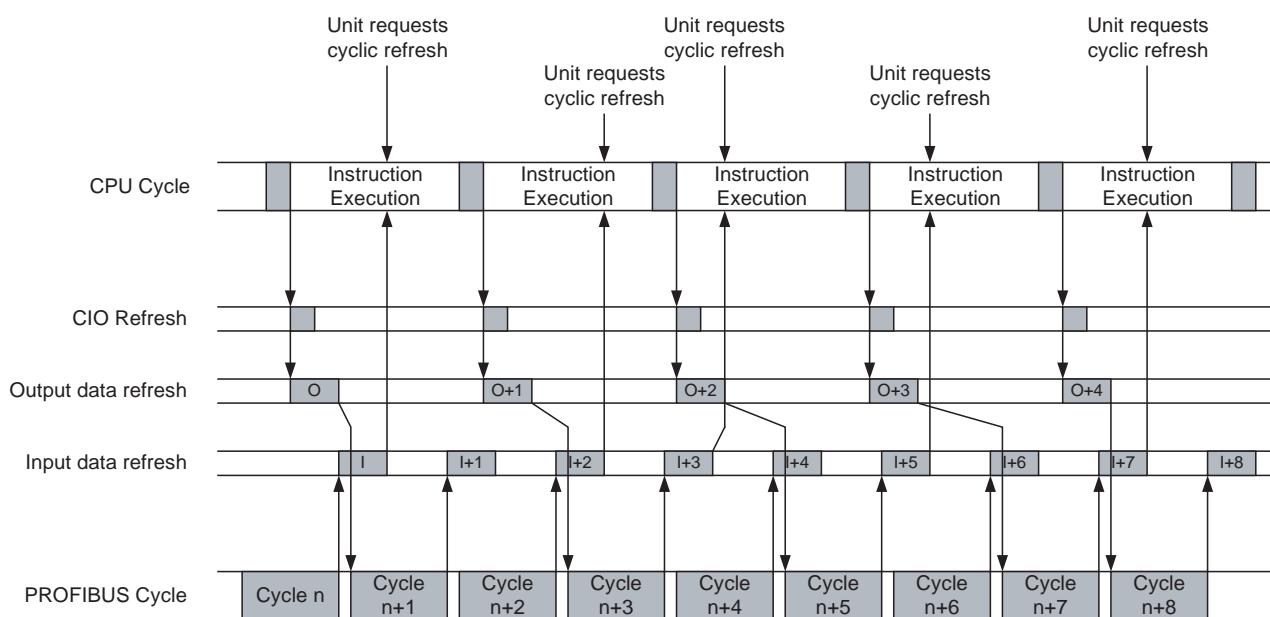 Unit requests
cyclic refresh
Unit requests
cyclic refresh
Unit requests
cyclic refresh
Unit requests
cyclic refresh
Unit requests
cyclic refresh
CPU Cycle
Instruction
Execution
Instruction
Execution
Instruction
Execution
Instruction
Execution
Instruction
Execution
CIO Refresh
Output data refresh
O
O+1
O+2
O+3
O+4
Input data refresh
I
I+1
I+2
I+3
I+4
I+5
I+6
I+7
I+8
PROFIBUS Cycle
Cycle n
Cycle
n+1
Cycle
n+2
Cycle
n+3
Cycle
n+4
Cycle
n+5
Cycle
n+6
Cycle
n+7
Cycle
n+8